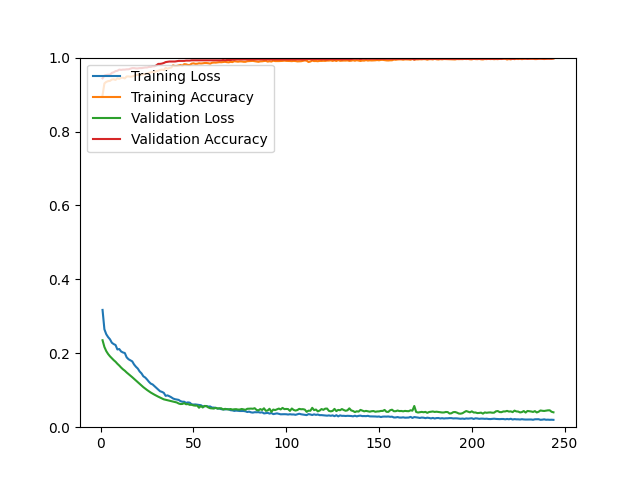 1.0
0.8
0.6
0.4
0.2
0.0
Training Loss
Training Accuracy
Validation Loss
Validation Accuracy
0 50 100 150 200 250